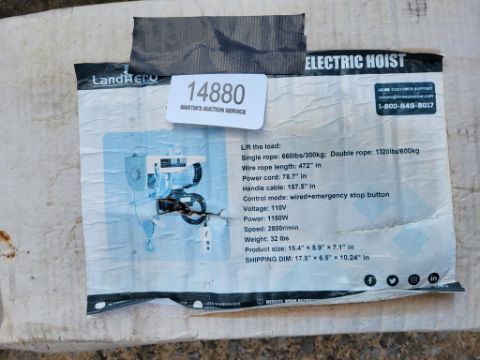 LandHERO
ELECTRIC HOIST
14880
MARTIN'S AUCTION SERVICE
CUSTOMER SUPPORT
1-800-849-8017
Lift the load:
Single rope: 660lbs/300kg; Double rope: 1320lbs/600kg
Wire rope length: 472" in
Power cord: 78.7" in
Handle cable: 157.5" in
Control mode: wired+emergency stop button
Voltage: 110V
Power: 1150W
Speed: 2800r/min
Weight: 32 lbs
Product size: 15.4" × 5.9" × 7.1" in
SHIPPING DIM: 17.5" × 6.5" × 10.24" in